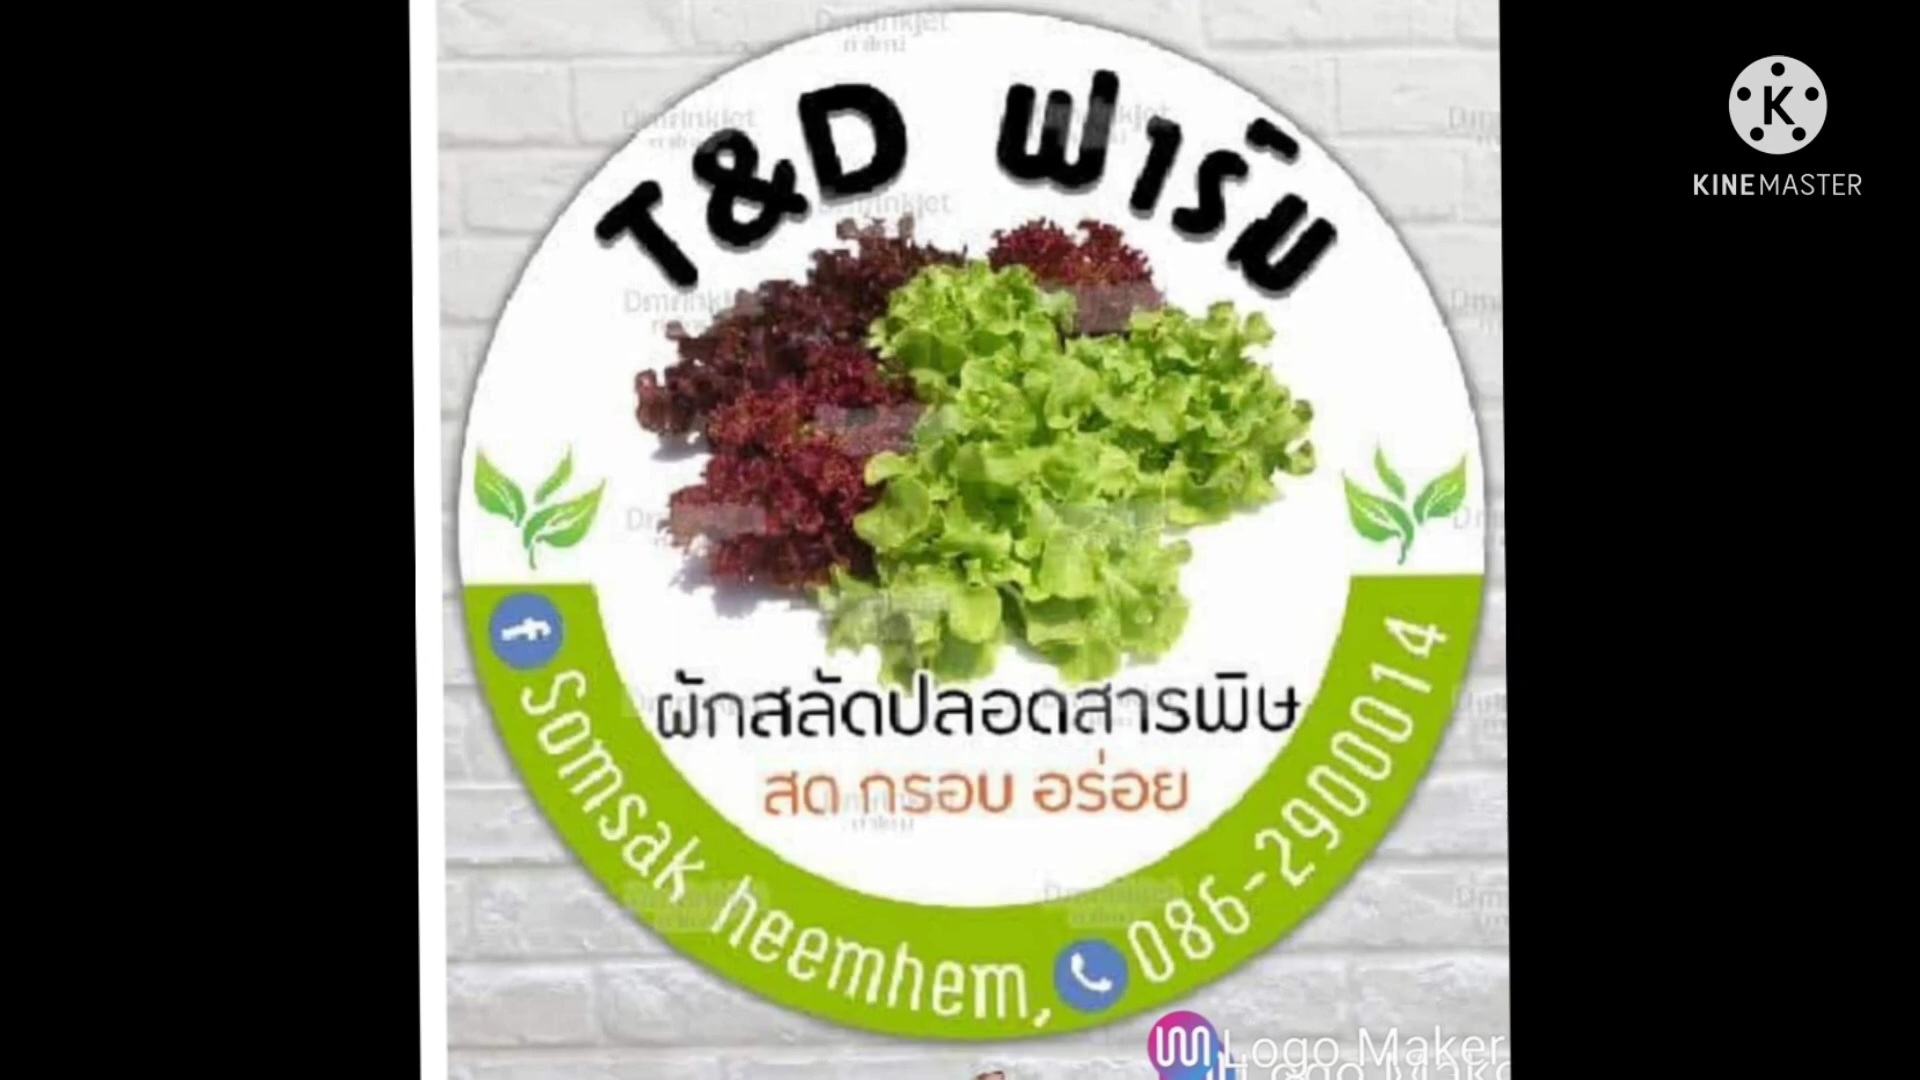 T&D ฟาร์ม
ผักสลัดปลอดสารพิษ
สด กรอบ อร่อย
Somsak heemhem, 086-2900014
KINEMASTER
Logo Maker
Dmrinkjet